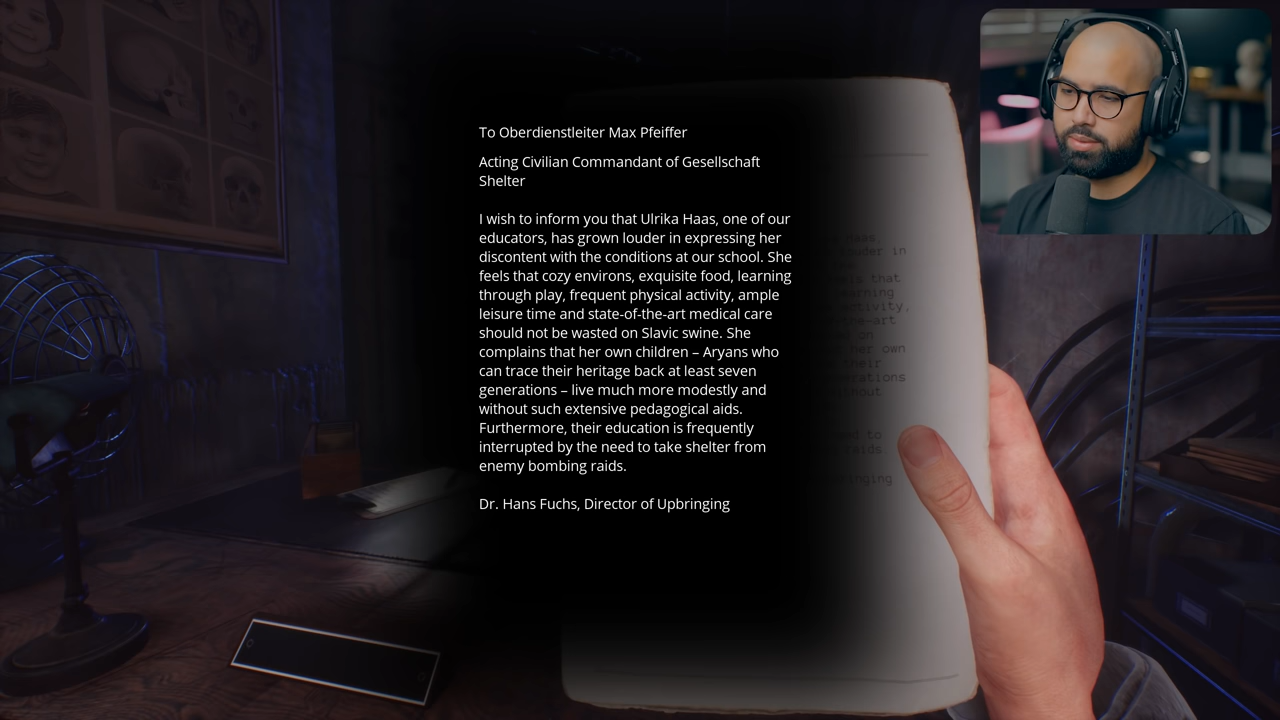 To Oberdienstleiter Max Pfeiffer
Acting Civilian Commandant of Gesellschaft
Shelter
I wish to inform you that Ulrika Haas, one of our
educators, has grown louder in expressing her
discontent with the conditions at our school. She
feels that cozy environs, exquisite food, learning
through play, frequent physical activity, ample
leisure time and state-of-the-art medical care
should not be wasted on Slavic swine. She
complains that her own children – Aryans who
can trace their heritage back at least seven
generations – live much more modestly and
without such extensive pedagogical aids.
Furthermore, their education is frequently
interrupted by the need to take shelter from
enemy bombing raids.
Dr. Hans Fuchs, Director of Upbringing